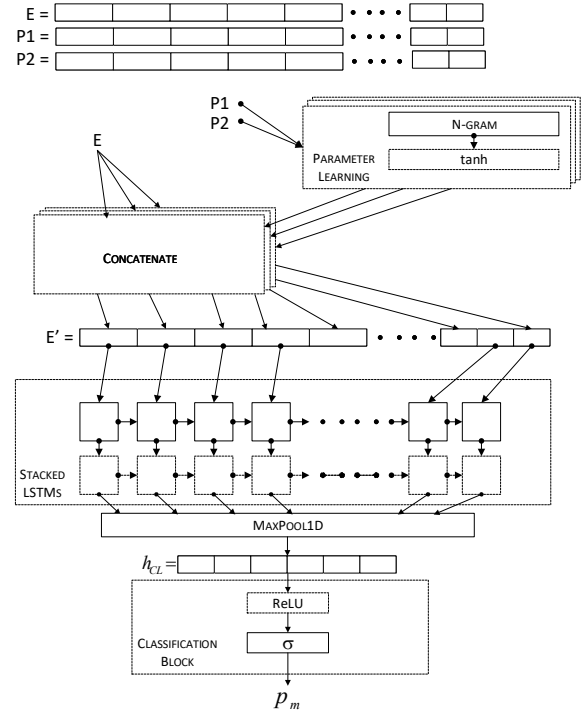 E =
P1 =
P2 =
P1
P2
N-GRAM
tanh
PARAMETER
LEARNING
E
CONCATENATE
E' =
STACKED
LSTMs
MAXPOOL1D
h_CL =
ReLU
σ
CLASSIFICATION
BLOCK
p_m